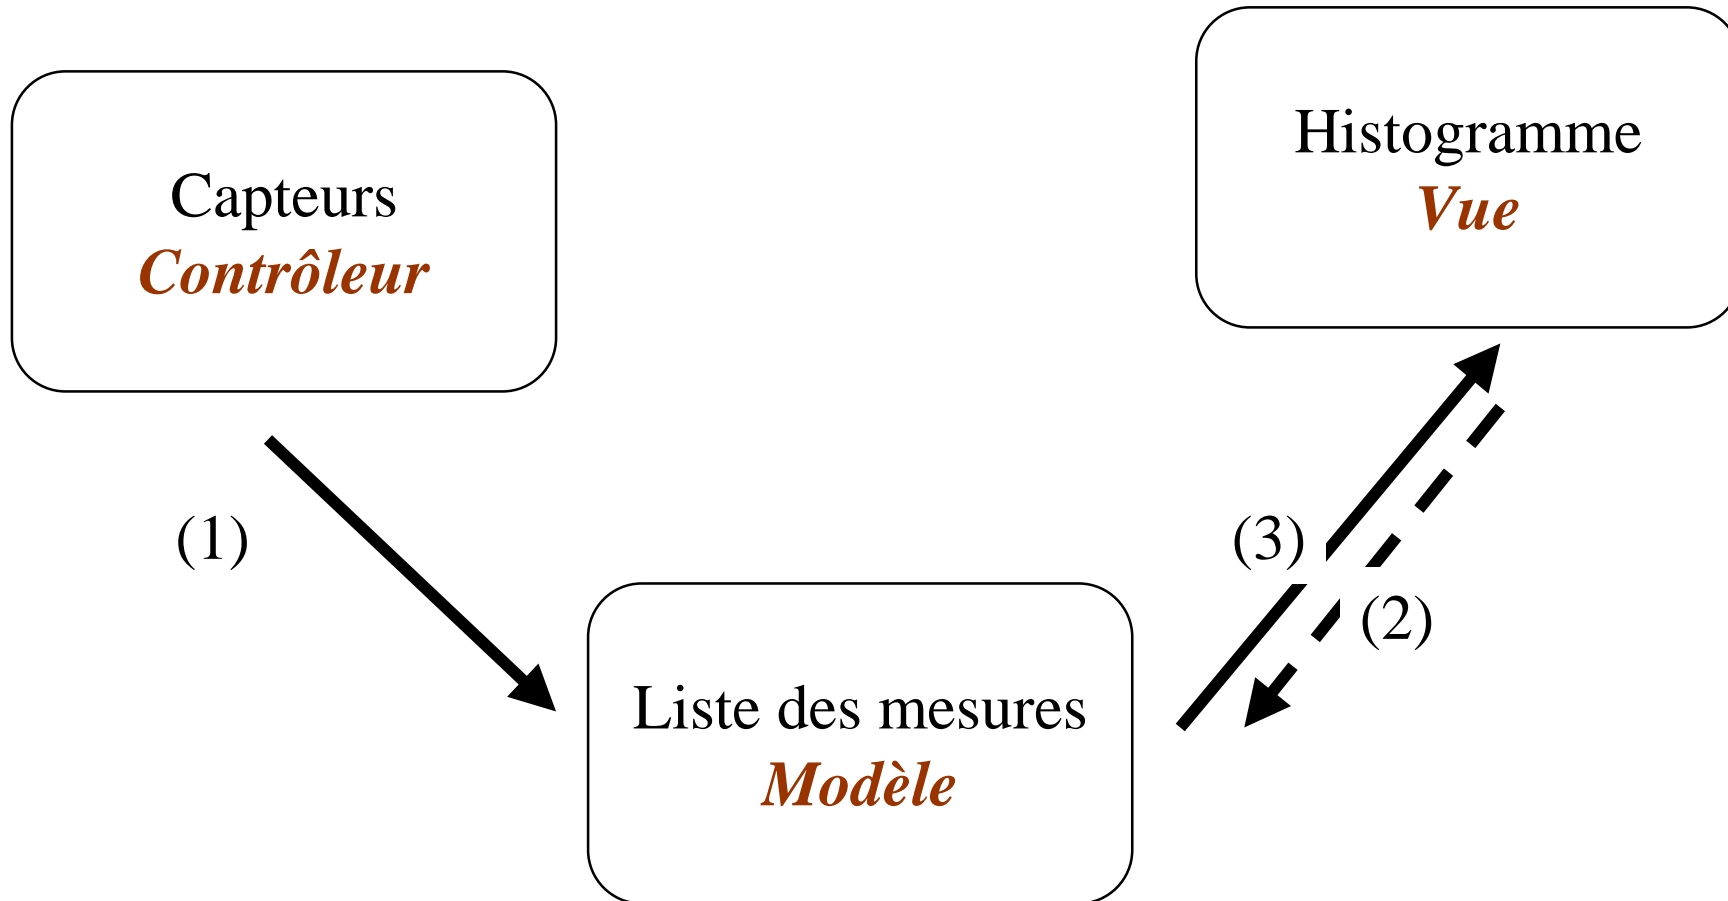 Capteurs
Contrôleur
Histogramme
Vue
(1)
(3)
(2)
Liste des mesures
Modèle